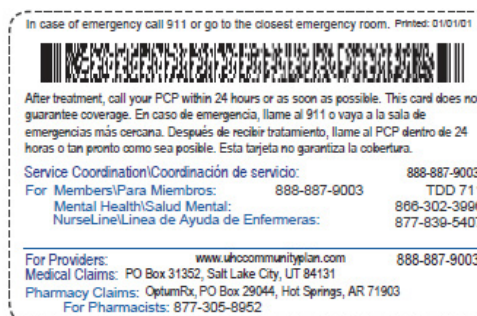 In case of emergency call 911 or go to the closest emergency room. Printed: 01/01/01
After treatment, call your PCP within 24 hours or as soon as possible. This card does no
guarantee coverage. En caso de emergencia, llame al 911 o vaya a la sala de
emergencias más cercana. Después de recibir tratamiento, llame al PCP dentro de 24
horas o tan pronto como sea posible. Esta tarjeta no garantiza la cobertura.
Service Coordination\Coordinación de servicio: 888-887-9003
For Members\Para Miembros: 888-887-9003 TDD 71
Mental Health\Salud Mental: 866-302-3996
NurseLine\Linea de Ayuda de Enfermeras: 877-839-5407
For Providers: www.uhccommunityplan.com 888-887-9003
Medical Claims: PO Box 31352, Salt Lake City, UT 84131
Pharmacy Claims: OptumRx, PO Box 29044, Hot Springs, AR 71903
For Pharmacists: 877-305-8952